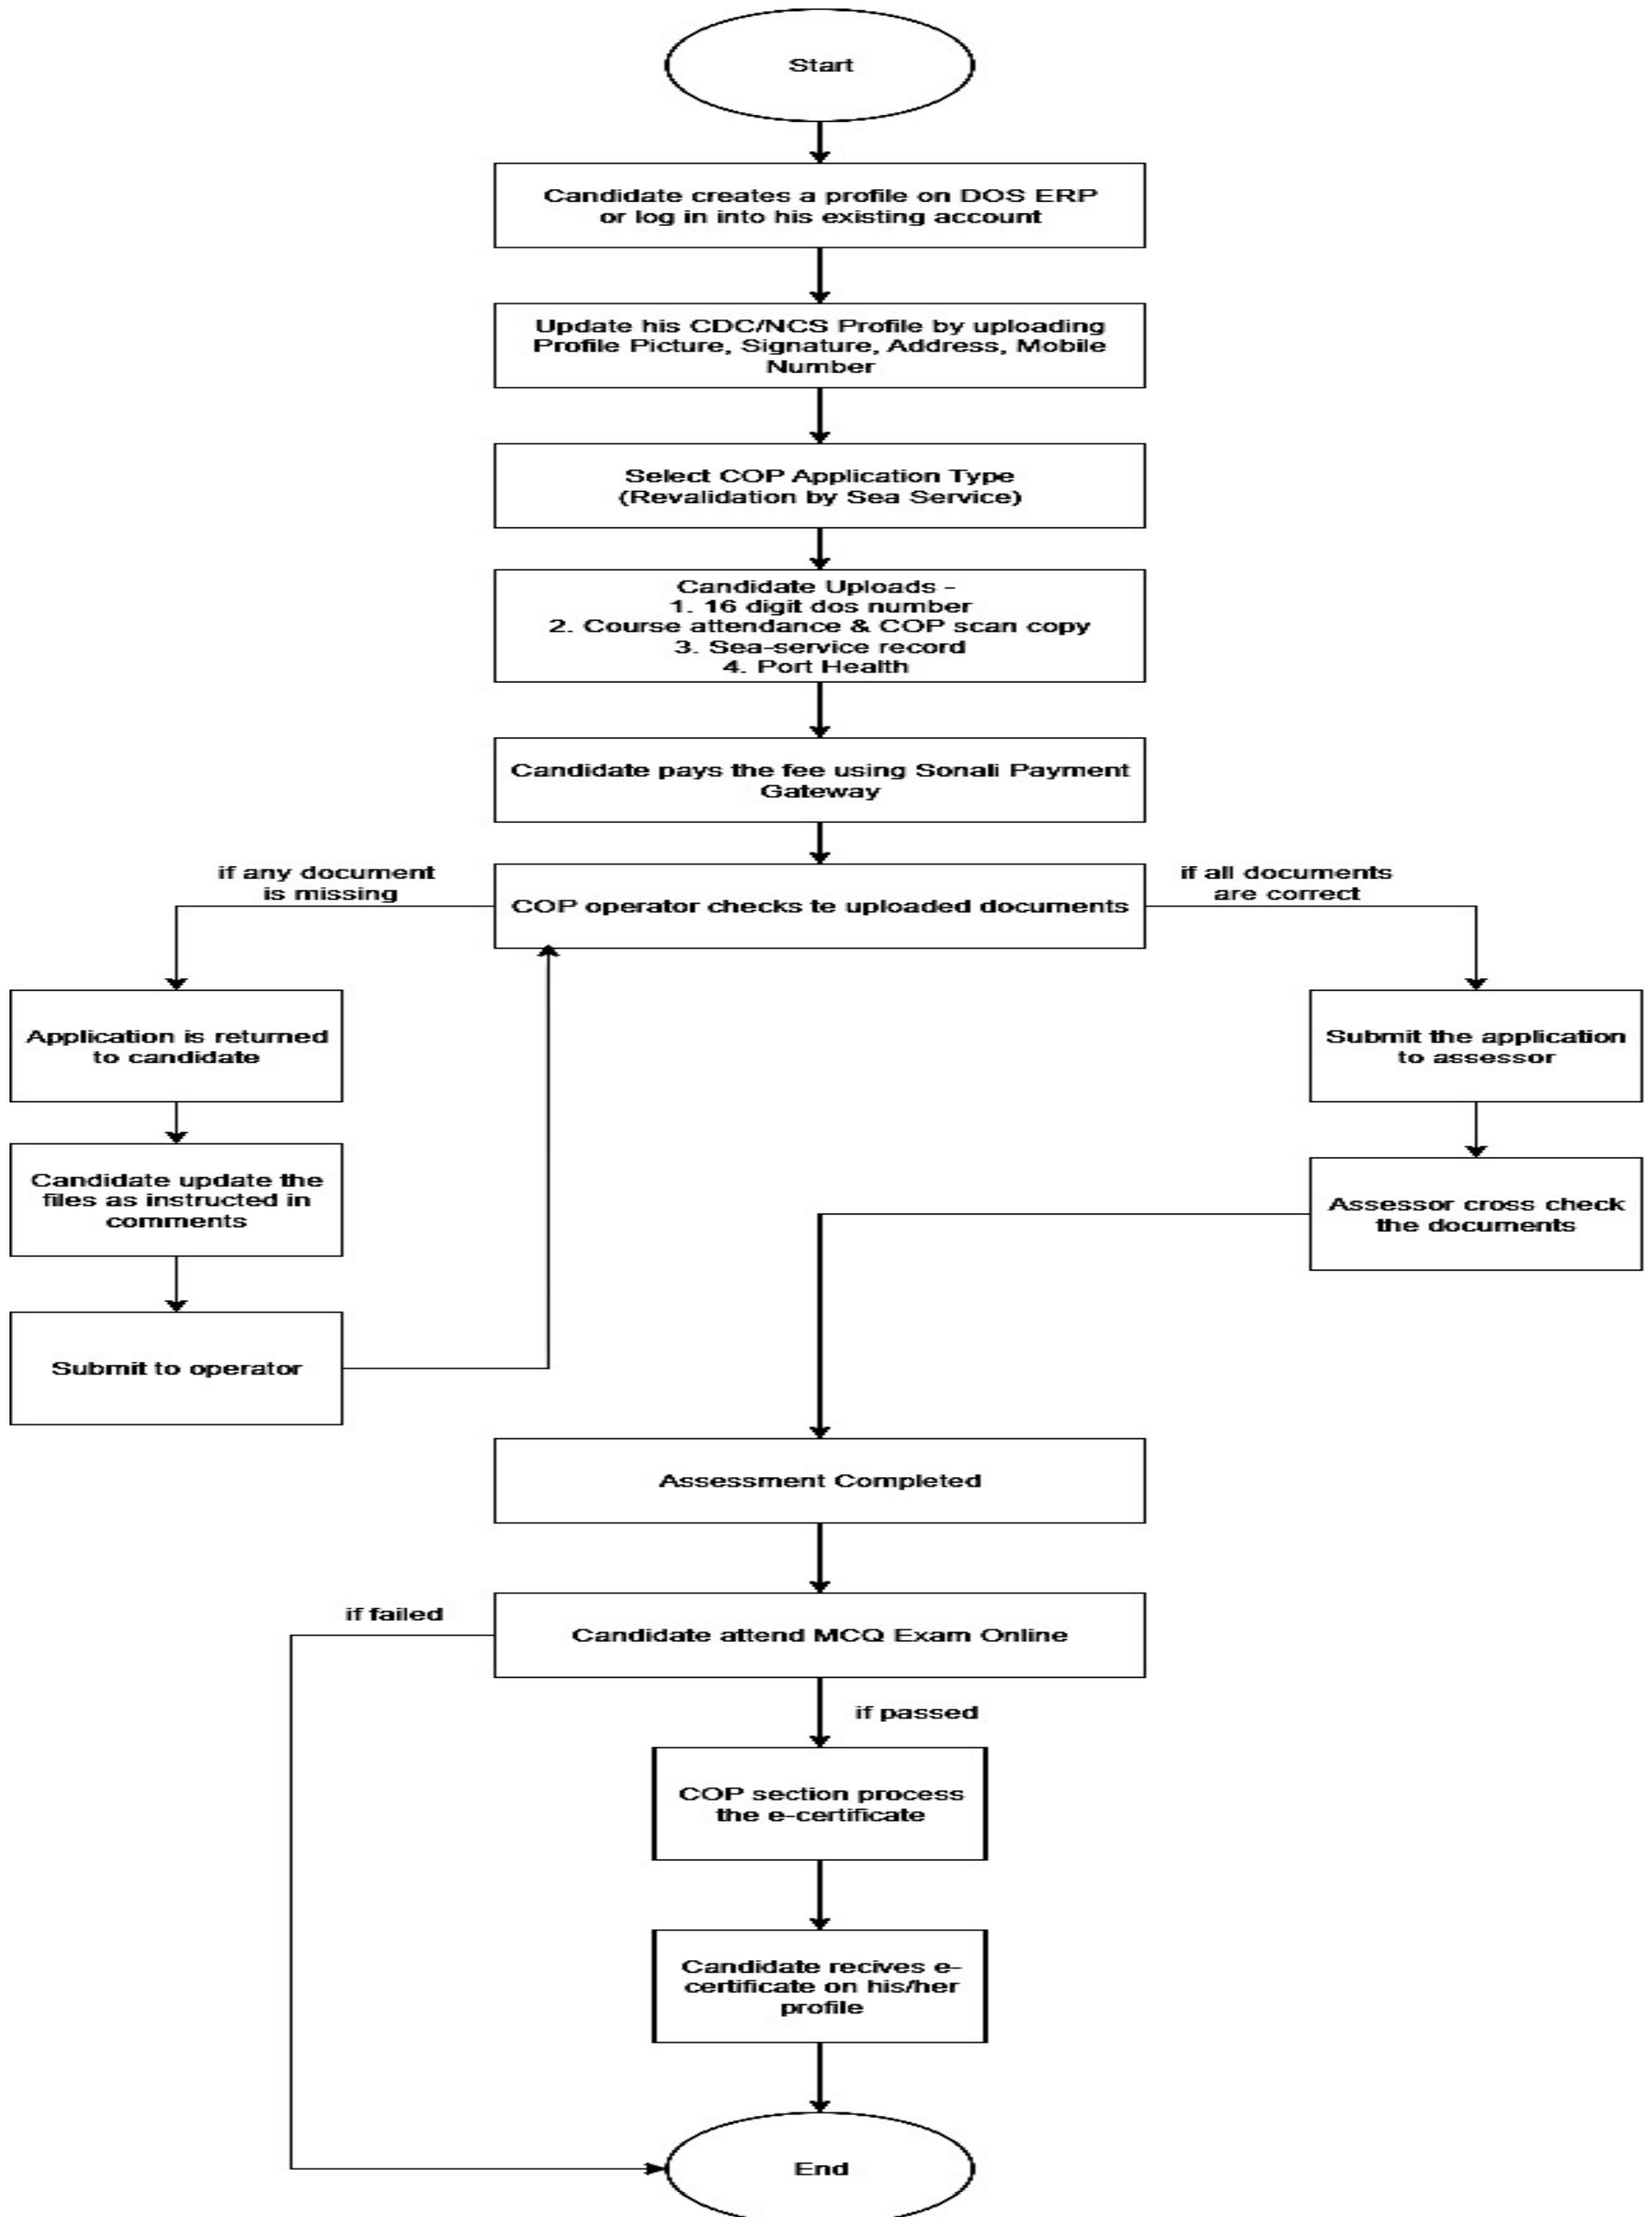 Start
Candidate creates a profile on DOS ERP
or log in into his existing account
Update his CDC/NCS Profile by uploading
Profile Picture, Signature, Address, Mobile
Number
Select COP Application Type
(Revalidation by Sea Service)
Candidate Uploads -
1. 16 digit dos number
2. Course attendance & COP scan copy
3. Sea-service record
4. Port Health
Candidate pays the fee using Sonali Payment
Gateway
if any document
is missing
COP operator checks te uploaded documents
if all documents
are correct
Application is returned
to candidate
Submit the application
to assessor
Candidate update the
files as instructed in
comments
Assessor cross check
the documents
Submit to operator
Assessment Completed
if failed
Candidate attend MCQ Exam Online
if passed
COP section process
the e-certificate
Candidate recives e-
certificate on his/her
profile
End